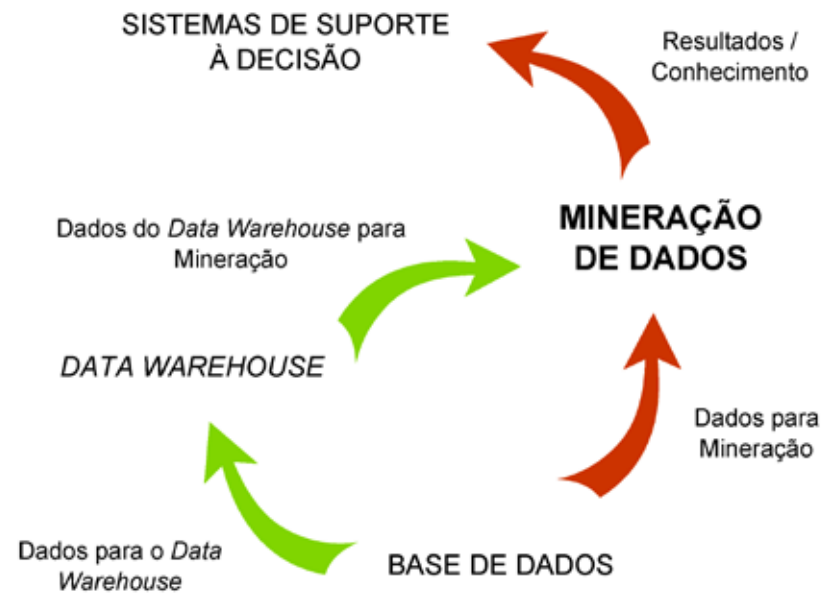 SISTEMAS DE SUPORTE
À DECISÃO
Resultados /
Conhecimento
MINERAÇÃO
DE DADOS
Dados do Data Warehouse para
Mineração
DATA WAREHOUSE
Dados para
Mineração
Dados para o Data
Warehouse
BASE DE DADOS